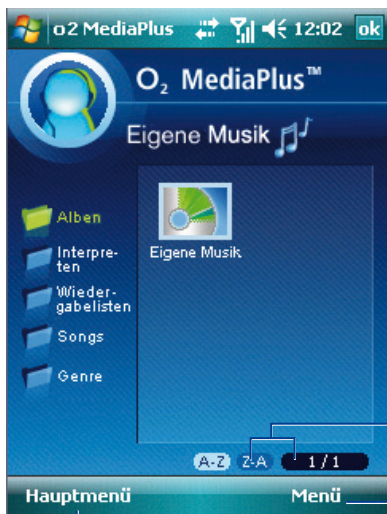 o2 MediaPlus 12:02 ok
O₂ MediaPlus™
Eigene Musik
Alben
Interpre-
ten
Wieder-
gabelisten
Songs
Genre
Eigene Musik
A-Z Z-A 1/1
Hauptmenü Menü